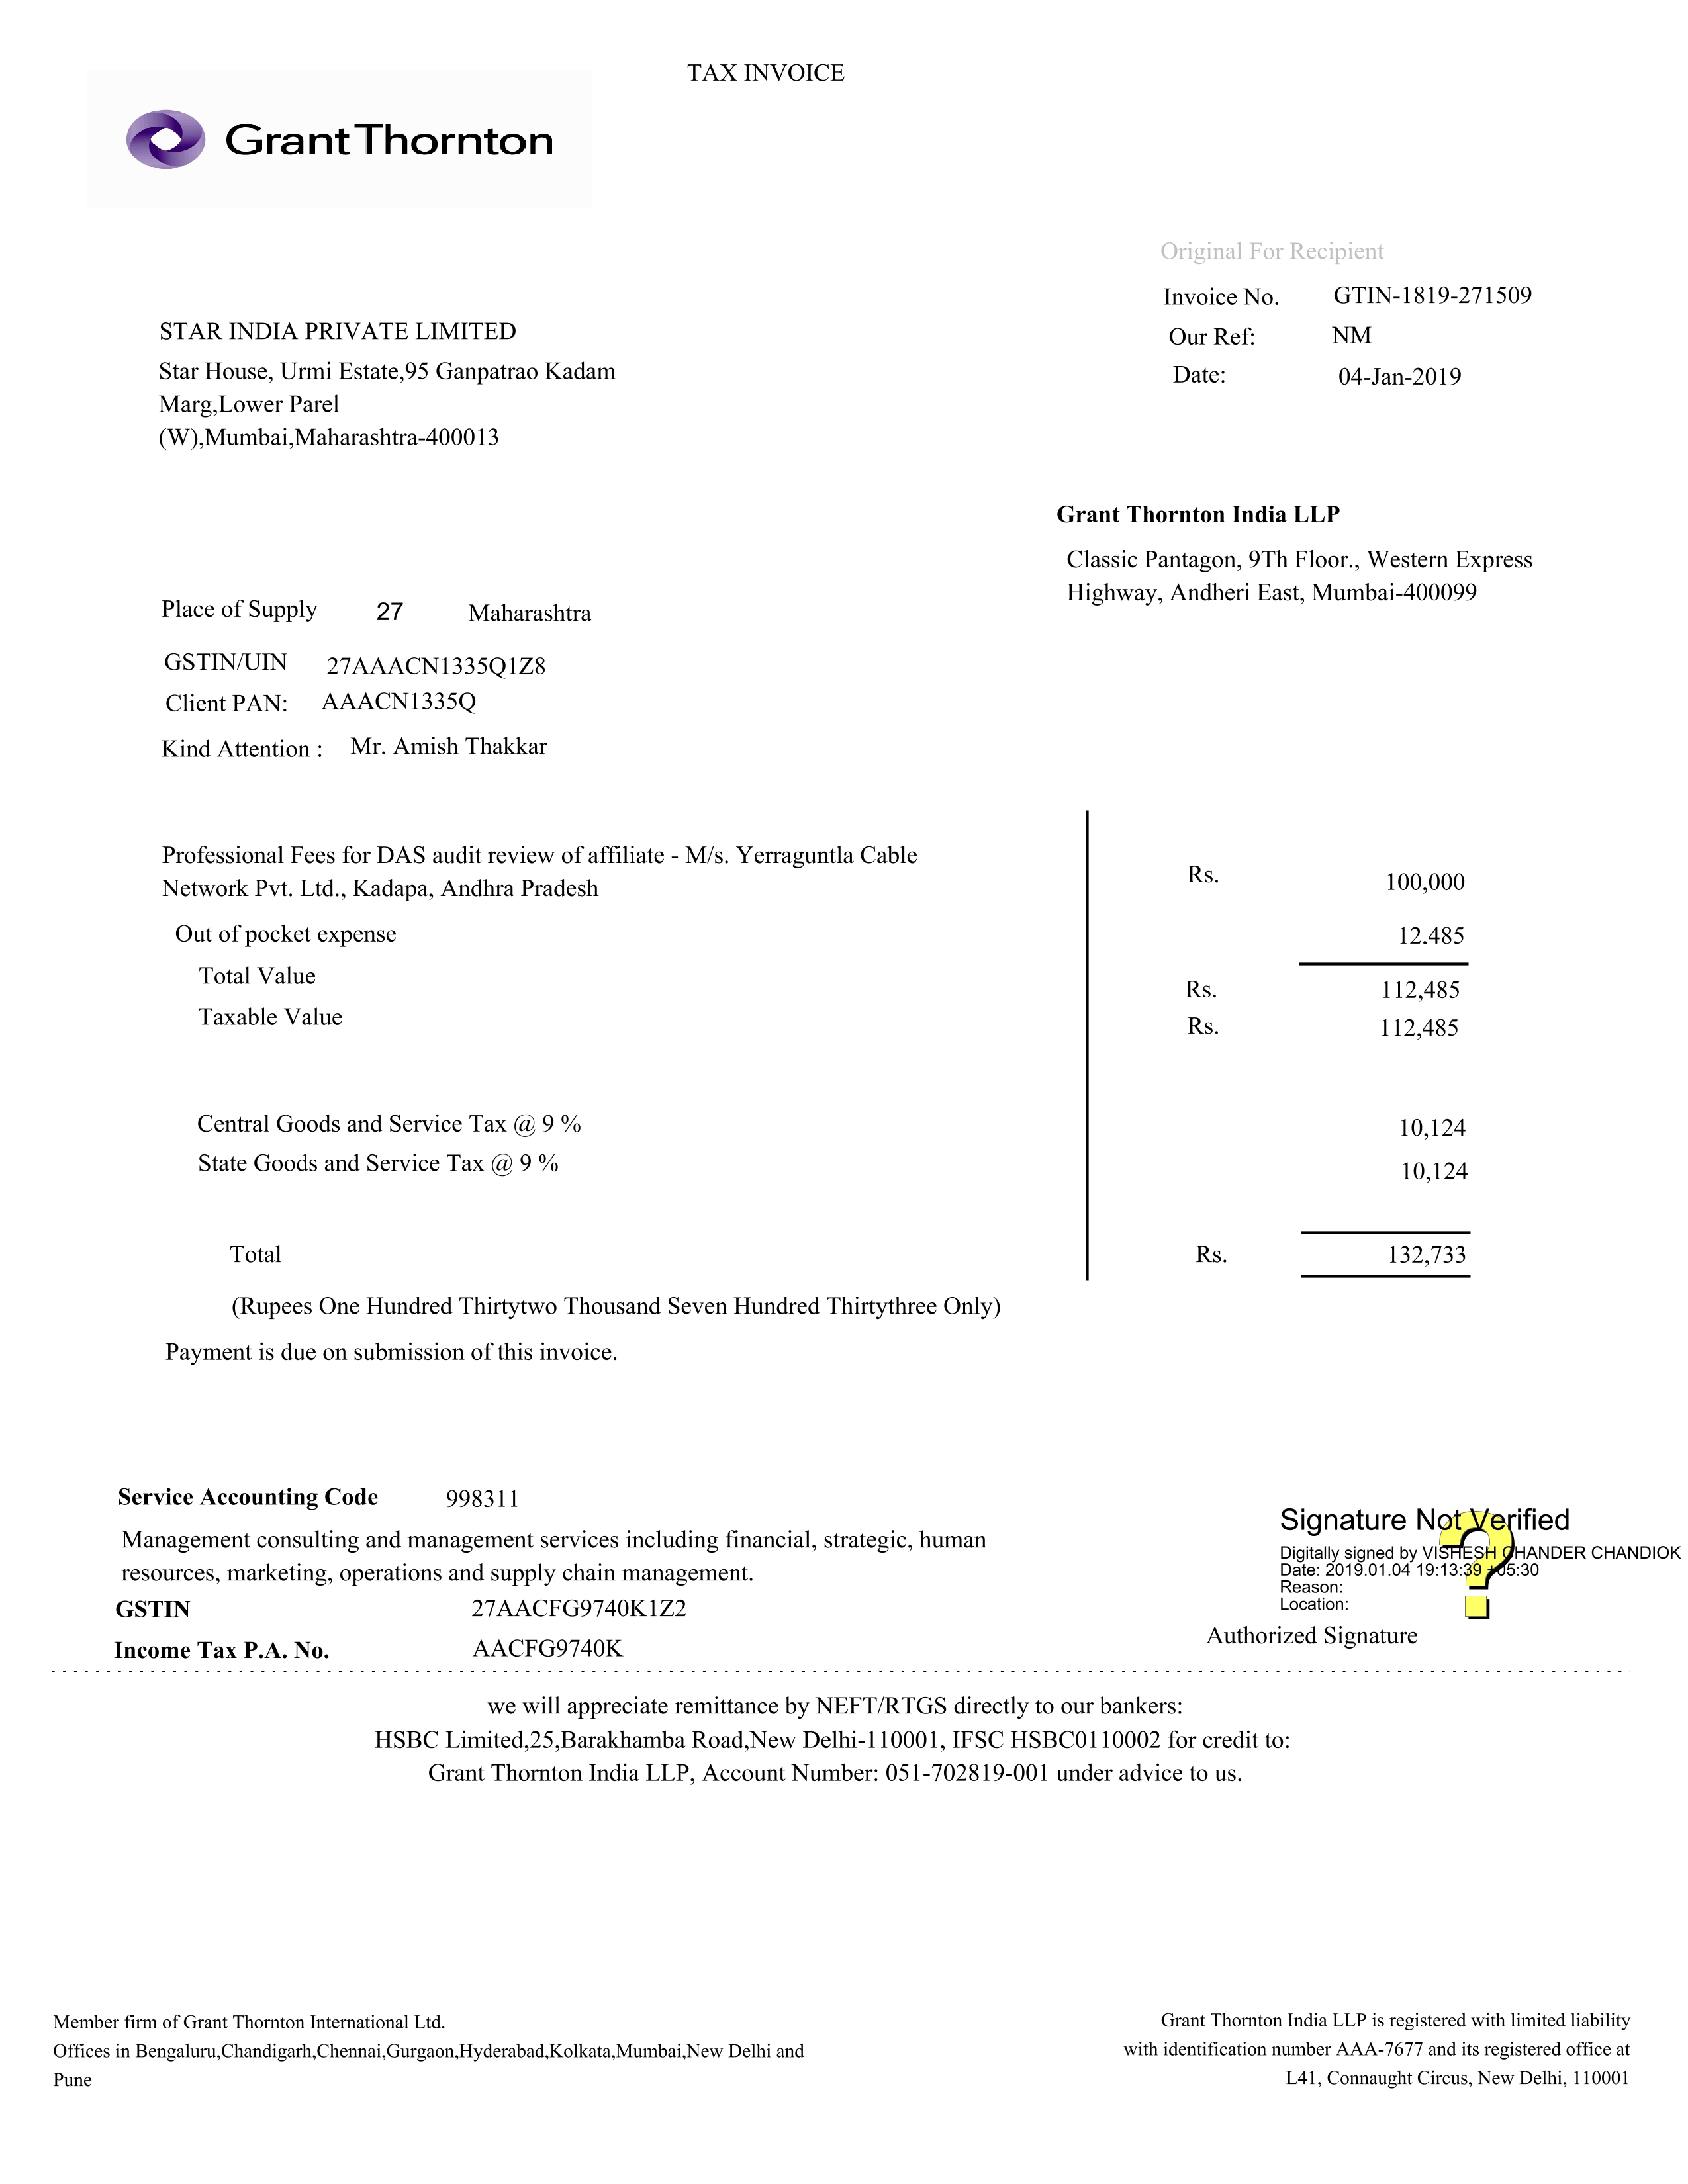 TAX INVOICE
Grant Thornton
Original For Recipient
Invoice No. GTIN-1819-271509
Our Ref: NM
Date: 04-Jan-2019
STAR INDIA PRIVATE LIMITED
Star House, Urmi Estate,95 Ganpatrao Kadam
Marg,Lower Parel
(W),Mumbai,Maharashtra-400013
Grant Thornton India LLP
Classic Pantagon, 9Th Floor., Western Express
Highway, Andheri East, Mumbai-400099
Place of Supply 27 Maharashtra
GSTIN/UIN 27AAACN1335Q1Z8
Client PAN: AAACN1335Q
Kind Attention : Mr. Amish Thakkar
Professional Fees for DAS audit review of affiliate - M/s. Yerraguntla Cable
Network Pvt. Ltd., Kadapa, Andhra Pradesh Rs. 100,000
Out of pocket expense 12,485
Total Value Rs. 112,485
Taxable Value Rs. 112,485
Central Goods and Service Tax @ 9 % 10,124
State Goods and Service Tax @ 9 % 10,124
Total Rs. 132,733
(Rupees One Hundred Thirtytwo Thousand Seven Hundred Thirtythree Only)
Payment is due on submission of this invoice.
Service Accounting Code 998311
Management consulting and management services including financial, strategic, human
resources, marketing, operations and supply chain management.
GSTIN 27AACFG9740K1Z2
Income Tax P.A. No. AACFG9740K
Signature Not Verified
Digitally signed by VISHESH CHANDER CHANDIOK
Date: 2019.01.04 19:13:39 +05:30
Reason:
Location:
Authorized Signature
we will appreciate remittance by NEFT/RTGS directly to our bankers:
HSBC Limited,25,Barakhamba Road,New Delhi-110001, IFSC HSBC0110002 for credit to:
Grant Thornton India LLP, Account Number: 051-702819-001 under advice to us.
Member firm of Grant Thornton International Ltd.
Offices in Bengaluru,Chandigarh,Chennai,Gurgaon,Hyderabad,Kolkata,Mumbai,New Delhi and
Pune
Grant Thornton India LLP is registered with limited liability
with identification number AAA-7677 and its registered office at
L41, Connaught Circus, New Delhi, 110001